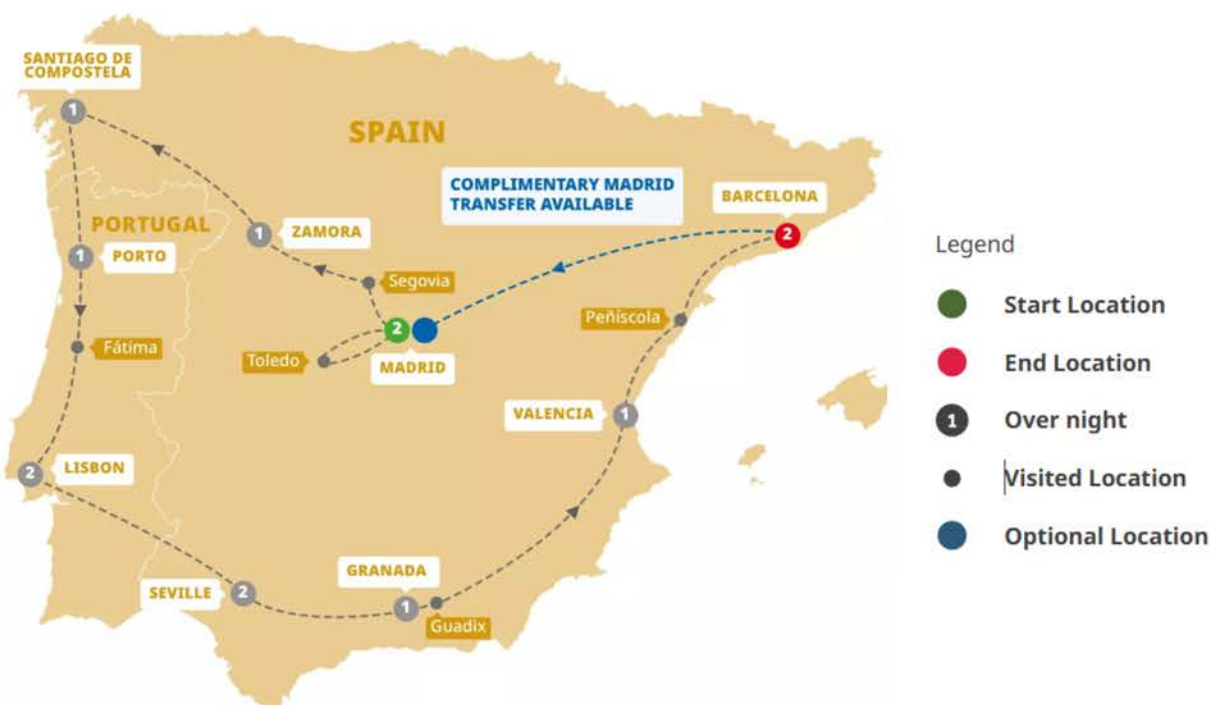 SANTIAGO DE
COMPOSTELA
1
SPAIN
COMPLIMENTARY MADRID
TRANSFER AVAILABLE
BARCELONA
2
PORTUGAL
1
ZAMORA
1
PORTO
Segovia
Peñíscola
2
Fátima
Toledo
MADRID
VALENCIA
1
2
LISBON
GRANADA
SEVILLE
2
1
Guadix
Legend
Start Location
End Location
1
Over night
Visited Location
Optional Location